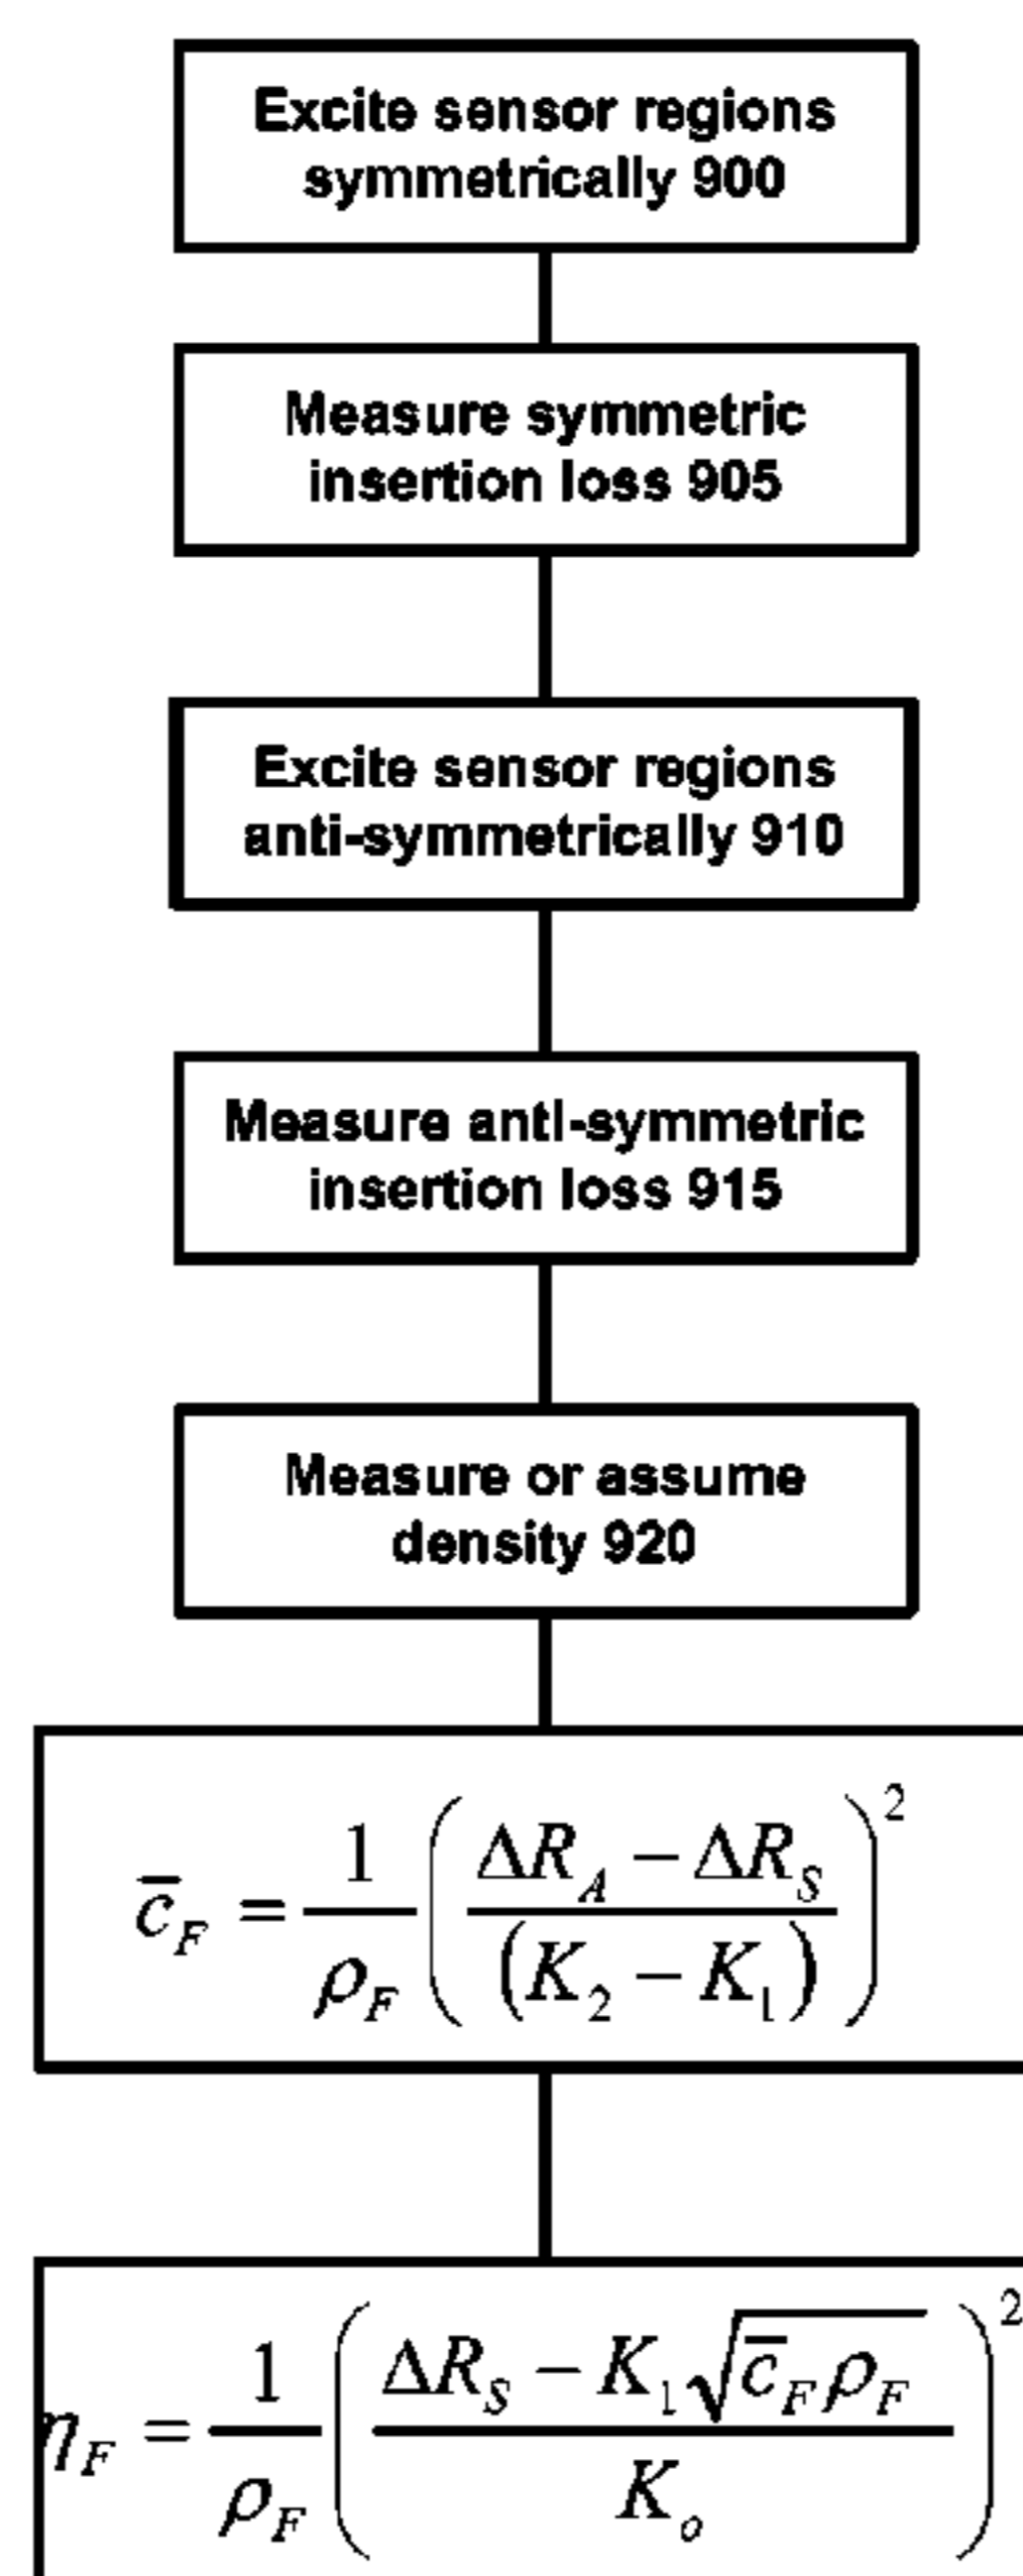 Excite sensor regions
symmetrically 900
Measure symmetric
insertion loss 905
Excite sensor regions
anti-symmetrically 910
Measure anti-symmetric
insertion loss 915
Measure or assume
density 920
c̄_F = 1/ρ_F ((ΔR_A − ΔR_S)/(K_2 − K_1))^2
η_F = 1/ρ_F ((ΔR_S − K_1√(c̄_F ρ_F))/K_o)^2